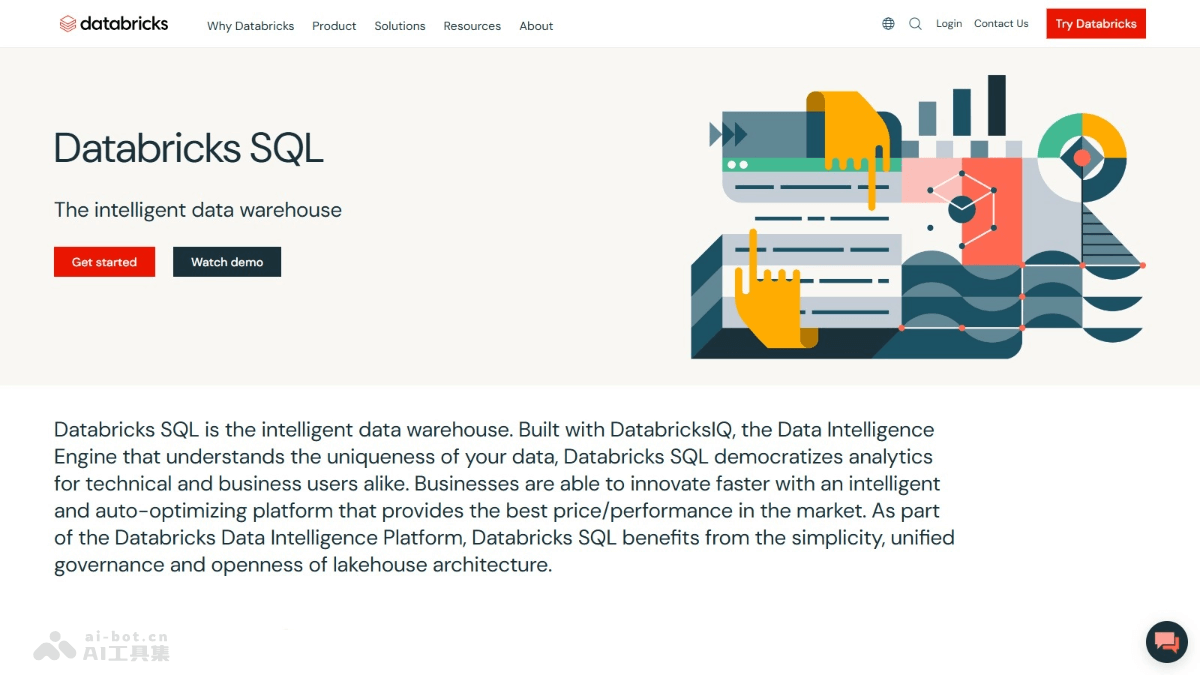 databricks
Why Databricks Product Solutions Resources About
Login Contact Us Try Databricks
Databricks SQL
The intelligent data warehouse
Get started Watch demo
Databricks SQL is the intelligent data warehouse. Built with DatabricksIQ, the Data Intelligence
Engine that understands the uniqueness of your data, Databricks SQL democratizes analytics
for technical and business users alike. Businesses are able to innovate faster with an intelligent
and auto-optimizing platform that provides the best price/performance in the market. As part
of the Databricks Data Intelligence Platform, Databricks SQL benefits from the simplicity, unified
governance and openness of lakehouse architecture.
ai-bot.cn
AI工具集